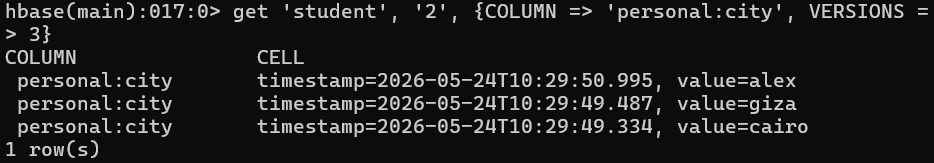 hbase(main):017:0> get 'student', '2', {COLUMN => 'personal:city', VERSIONS =
> 3}
COLUMN                CELL
 personal:city        timestamp=2026-05-24T10:29:50.995, value=alex
 personal:city        timestamp=2026-05-24T10:29:49.487, value=giza
 personal:city        timestamp=2026-05-24T10:29:49.334, value=cairo
1 row(s)